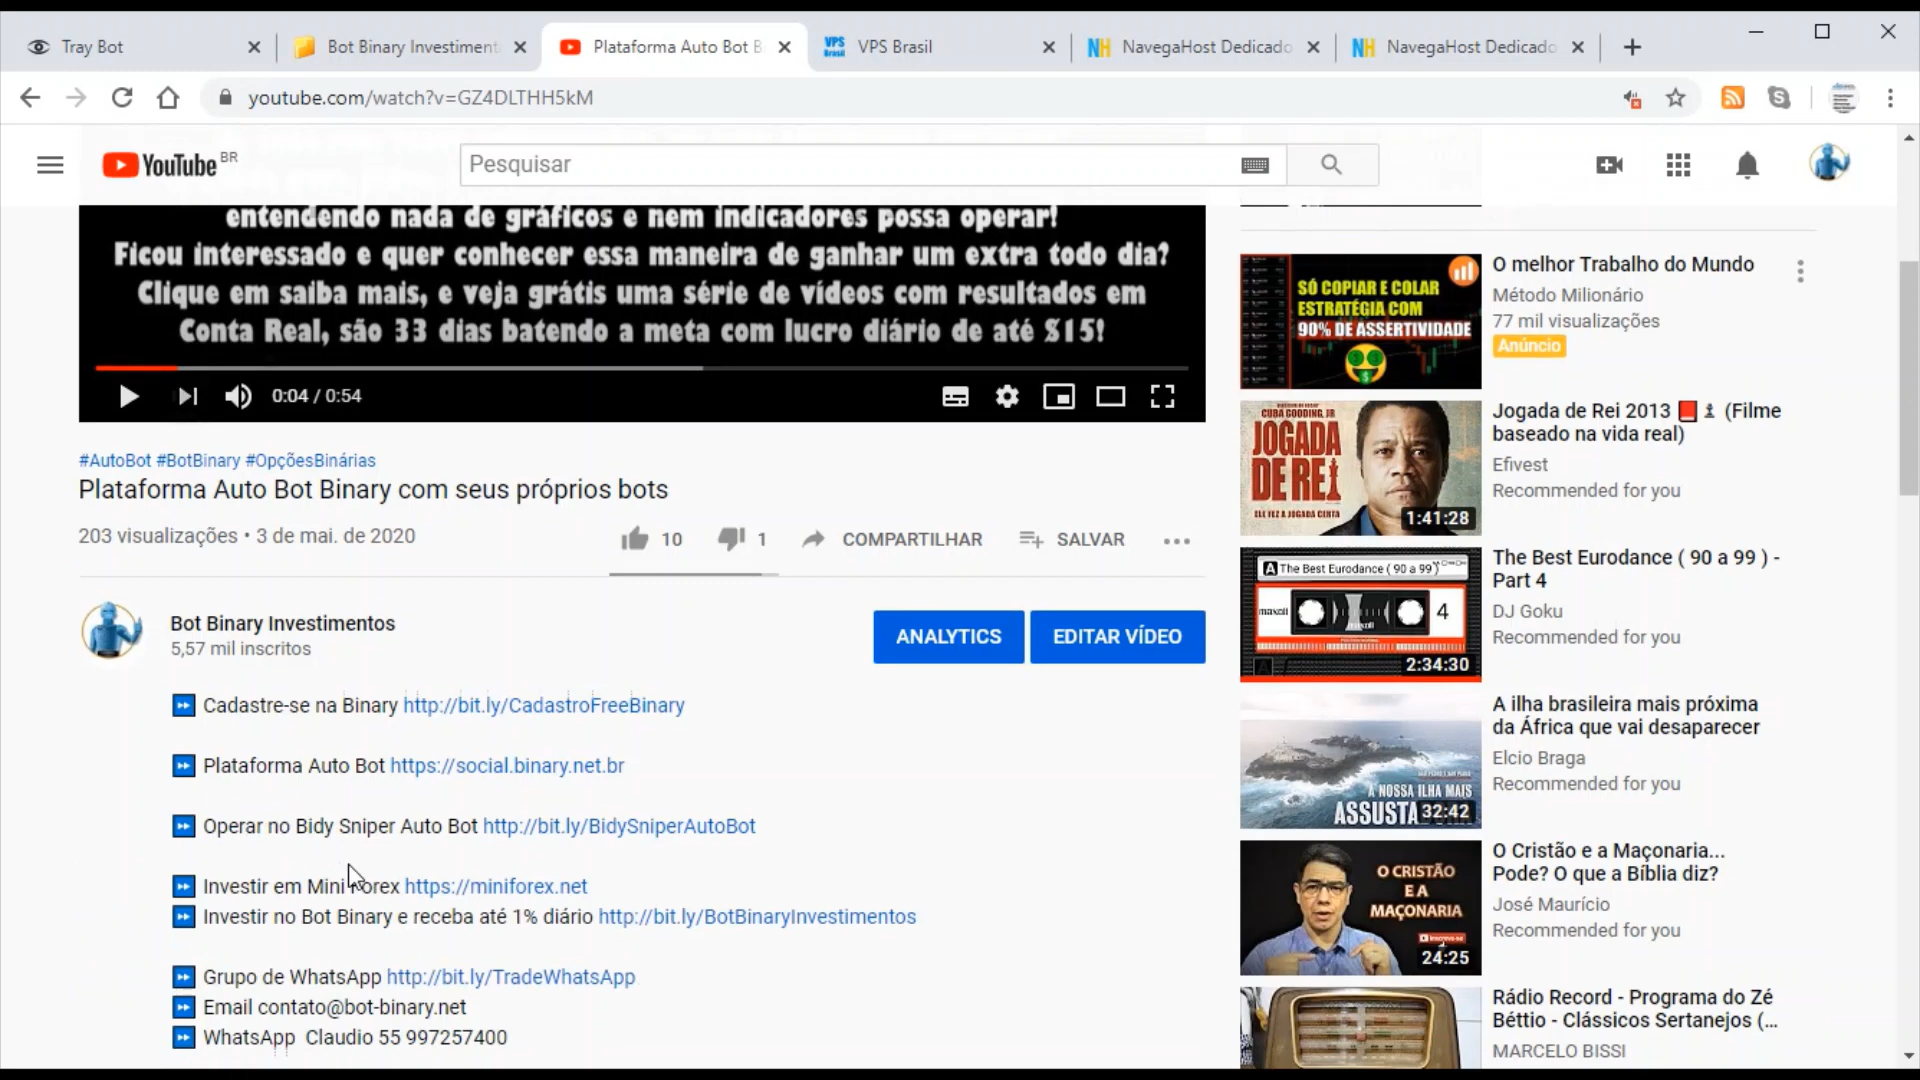 Tray Bot
Bot Binary Investiment
Plataforma Auto Bot B
VPS Brasil
VPS Brasil
NH NavegaHost Dedicado
NH NavegaHost Dedicado
youtube.com/watch?v=GZ4DLTHH5kM
YouTube BR
Pesquisar
entendendo nada de gráficos e nem indicadores possa operar!
Ficou interessado e quer conhecer essa maneira de ganhar um extra todo dia?
Clique em saiba mais, e veja grátis uma série de vídeos com resultados em
Conta Real, são 33 dias batendo a meta com lucro diário de até $15!
0:04 / 0:54
#AutoBot #BotBinary #OpçõesBinárias
Plataforma Auto Bot Binary com seus próprios bots
203 visualizações • 3 de mai. de 2020
10
1
COMPARTILHAR
SALVAR
Bot Binary Investimentos
5,57 mil inscritos
ANALYTICS
EDITAR VÍDEO
Cadastre-se na Binary http://bit.ly/CadastroFreeBinary
Plataforma Auto Bot https://social.binary.net.br
Operar no Bidy Sniper Auto Bot http://bit.ly/BidySniperAutoBot
Investir em Mini Forex https://miniforex.net
Investir no Bot Binary e receba até 1% diário http://bit.ly/BotBinaryInvestimentos
Grupo de WhatsApp http://bit.ly/TradeWhatsApp
Email contato@bot-binary.net
WhatsApp Claudio 55 997257400
SÓ COPIAR E COLAR
ESTRATÉGIA COM
90% DE ASSERTIVIDADE
O melhor Trabalho do Mundo
Método Milionário
77 mil visualizações
Anúncio
CUBA GOODING, JR
JOGADA
DE REI
ELE FEZ A JOGADA CERTA
1:41:28
Jogada de Rei 2013 (Filme
baseado na vida real)
Efivest
Recommended for you
A The Best Eurodance ( 90 a 99 )
maxell
4
2:34:30
The Best Eurodance ( 90 a 99 ) -
Part 4
DJ Goku
Recommended for you
A NOSSA ILHA MAIS
ASSUSTA
32:42
A ilha brasileira mais próxima
da África que vai desaparecer
Elcio Braga
Recommended for you
O CRISTÃO
E A
MAÇONARIA
Inscreva-se
24:25
O Cristão e a Maçonaria...
Pode? O que a Bíblia diz?
José Maurício
Recommended for you
Rádio Record - Programa do Zé
Béttio - Clássicos Sertanejos (...
MARCELO BISSI